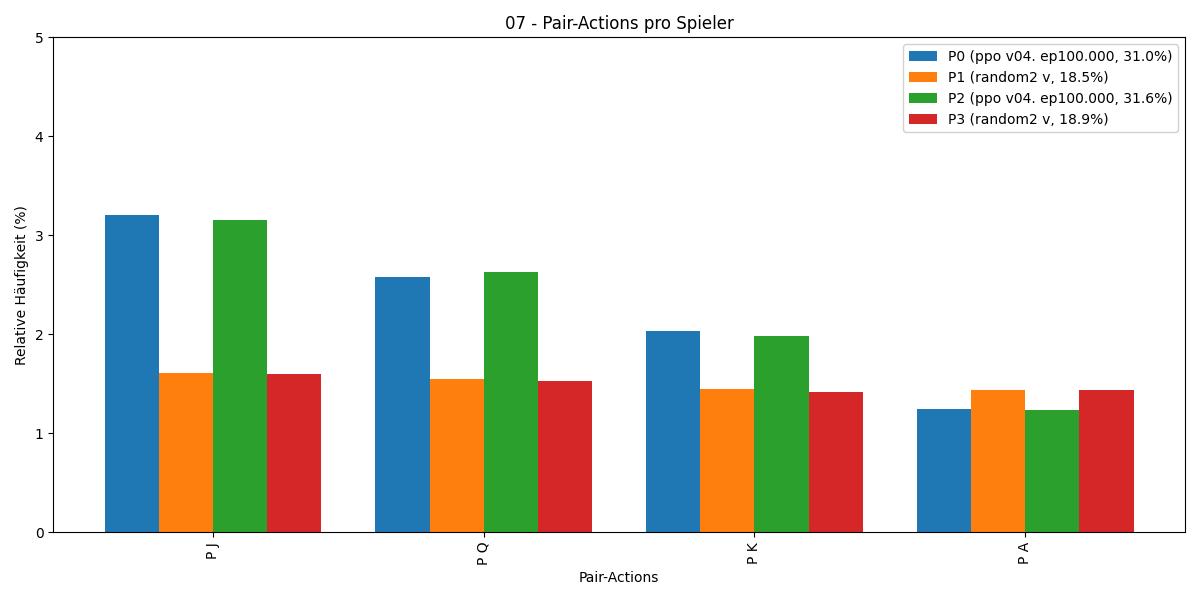 07 - Pair-Actions pro Spieler
Relative Häufigkeit (%)
5
4
3
2
1
0
P0 (ppo v04. ep100.000, 31.0%)
P1 (random2 v, 18.5%)
P2 (ppo v04. ep100.000, 31.6%)
P3 (random2 v, 18.9%)
P J
P Q
P K
P A
Pair-Actions